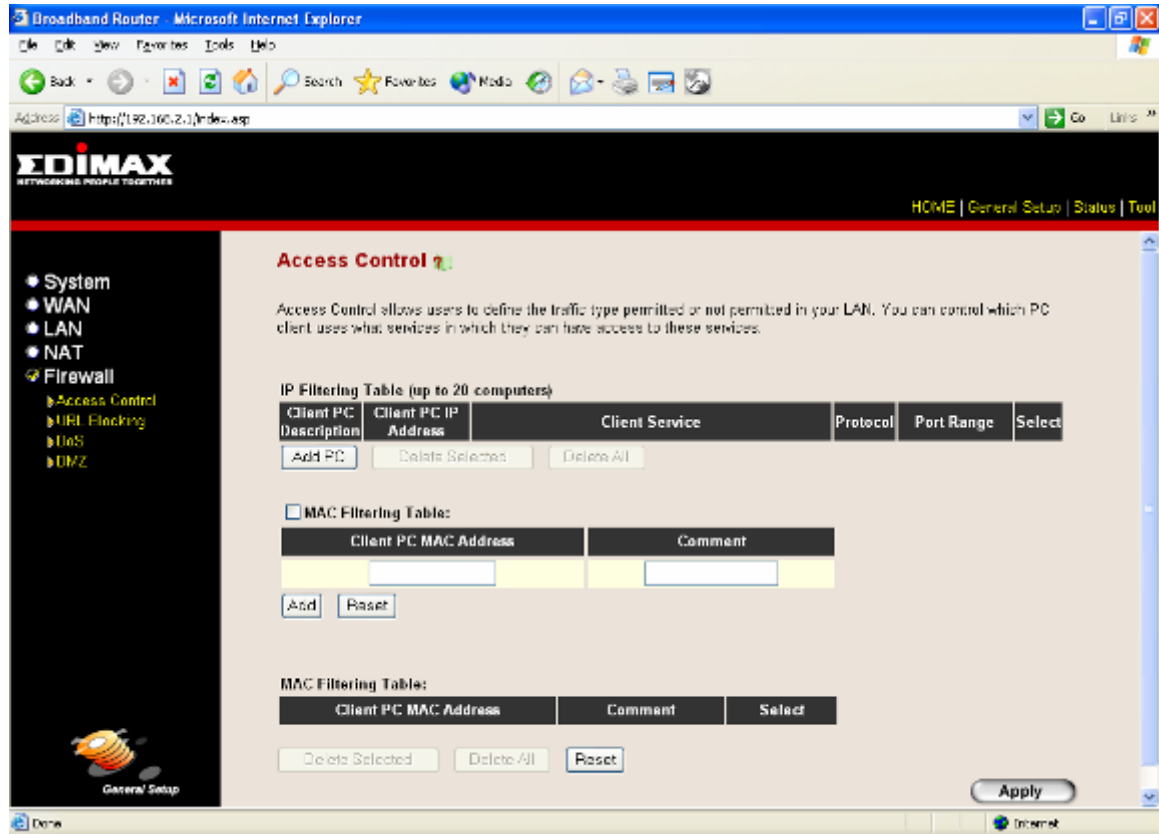 Broadband Router - Microsoft Internet Explorer
File Edit View Favorites Tools Help
Back Search Favorites Media
Address http://192.168.2.1/index.asp Go Links »
EDIMAX
NETWORKING PEOPLE TOGETHER
HOME | General Setup | Status | Tool
System
WAN
LAN
NAT
Firewall
Access Control
URL Blocking
DoS
DMZ
General Setup
Access Control
Access Control allows users to define the traffic type permitted or not permitted in your LAN. You can control which PC
client uses what services in which they can have access to these services.
IP Filtering Table (up to 20 computers)
Client PC Description Client PC IP Address Client Service Protocol Port Range Select
Add PC Delete Selected Delete All
MAC Filtering Table:
Client PC MAC Address Comment
Add Reset
MAC Filtering Table:
Client PC MAC Address Comment Select
Delete Selected Delete All Reset
Apply
Done Internet